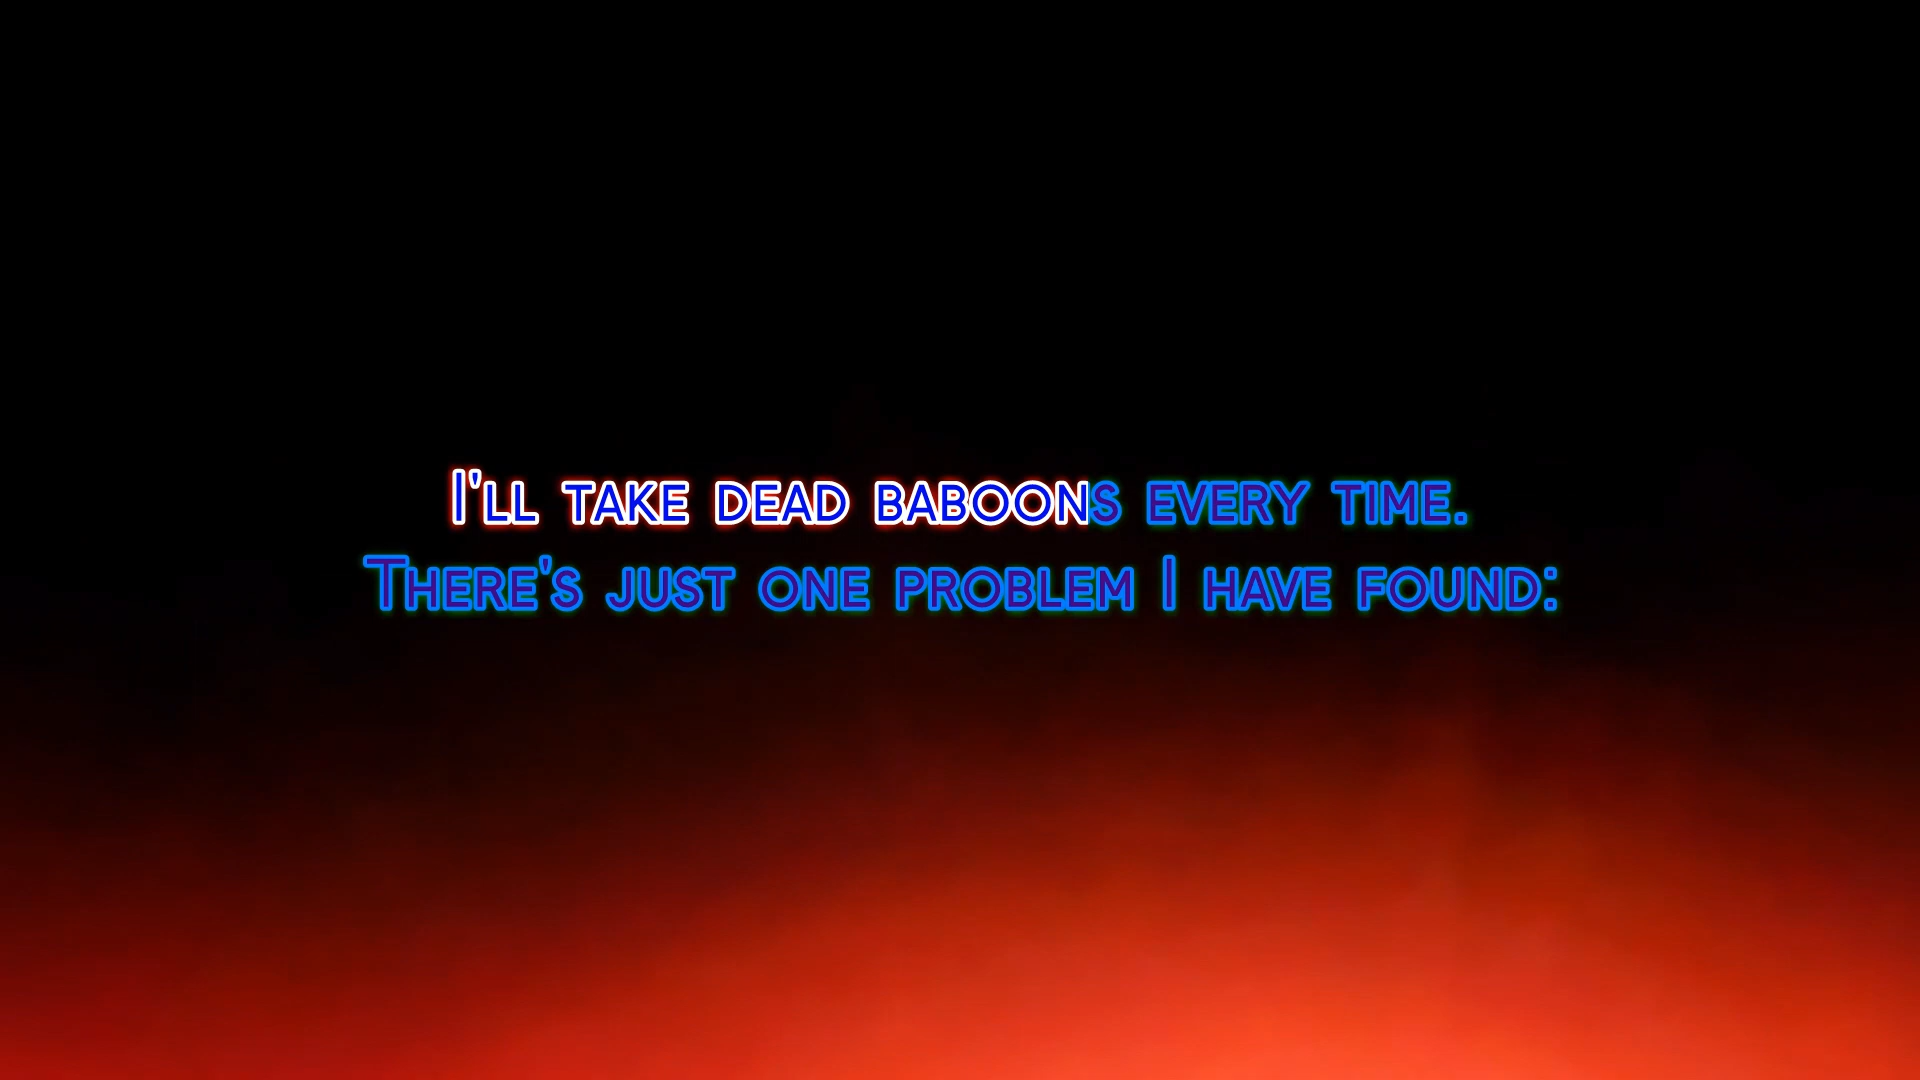 I'll take dead baboons every time.
There's just one problem I have found: